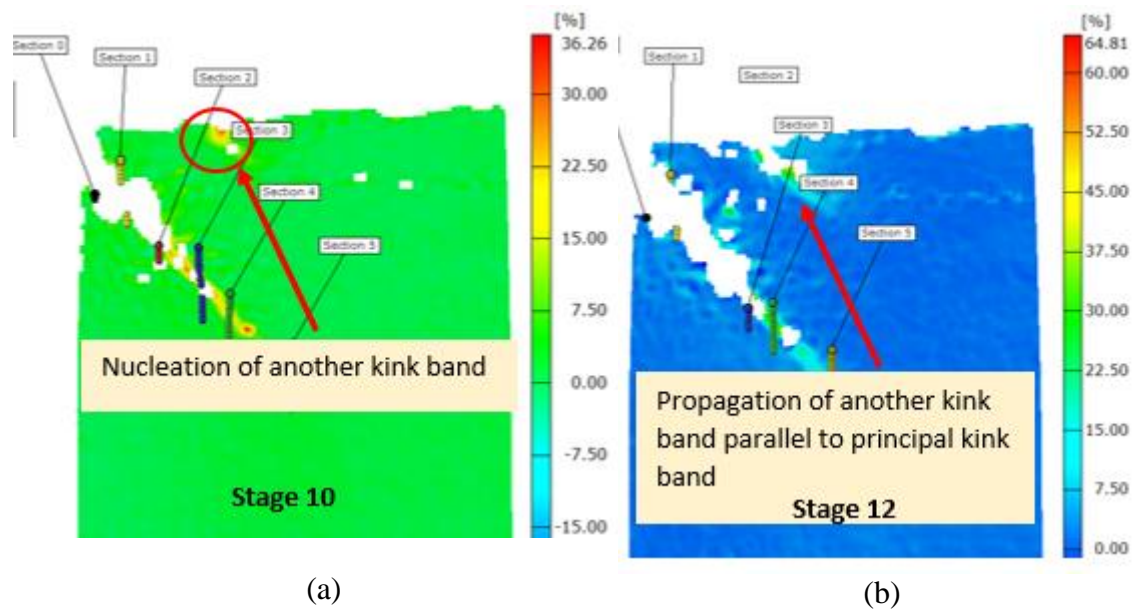 [%]
36.26
30.00
22.50
15.00
7.50
0.00
-7.50
-15.00
Section 0
Section 1
Section 2
Section 3
Section 4
Section 5
Nucleation of another kink band
Stage 10
(a)
[%]
64.81
60.00
52.50
45.00
37.50
30.00
22.50
15.00
7.50
0.00
Section 1
Section 2
Section 3
Section 4
Section 5
Propagation of another kink
band parallel to principal kink
band
Stage 12
(b)